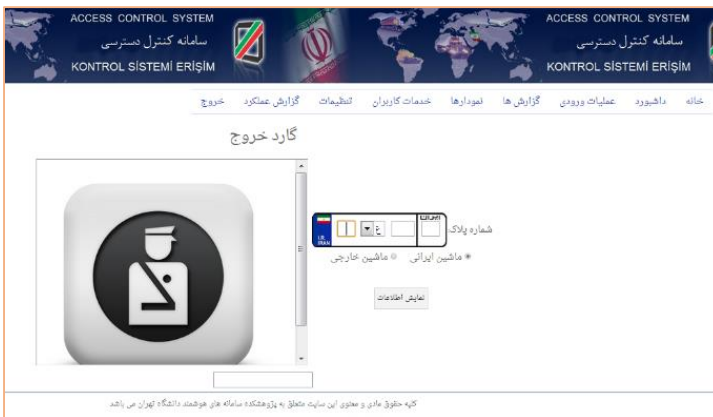 ACCESS CONTROL SYSTEM
سامانه کنترل دسترسی
KONTROL SİSTEMİ ERİŞİM
ACCESS CONTROL SYSTEM
سامانه کنترل دسترسی
KONTROL SİSTEMİ ERİŞİM
خانه داشبورد عملیات ورودی گزارش ها نمودارها خدمات کاربران تنظیمات گزارش عملکرد خروج
گارد خروج
شماره پلاک:
ایران
ع
I.R.
IRAN
ماشین ایرانی ماشین خارجی
نمایش اطلاعات
کلیه حقوق مادی و معنوی این سایت متعلق به پژوهشکده سامانه های هوشمند دانشگاه تهران می باشد